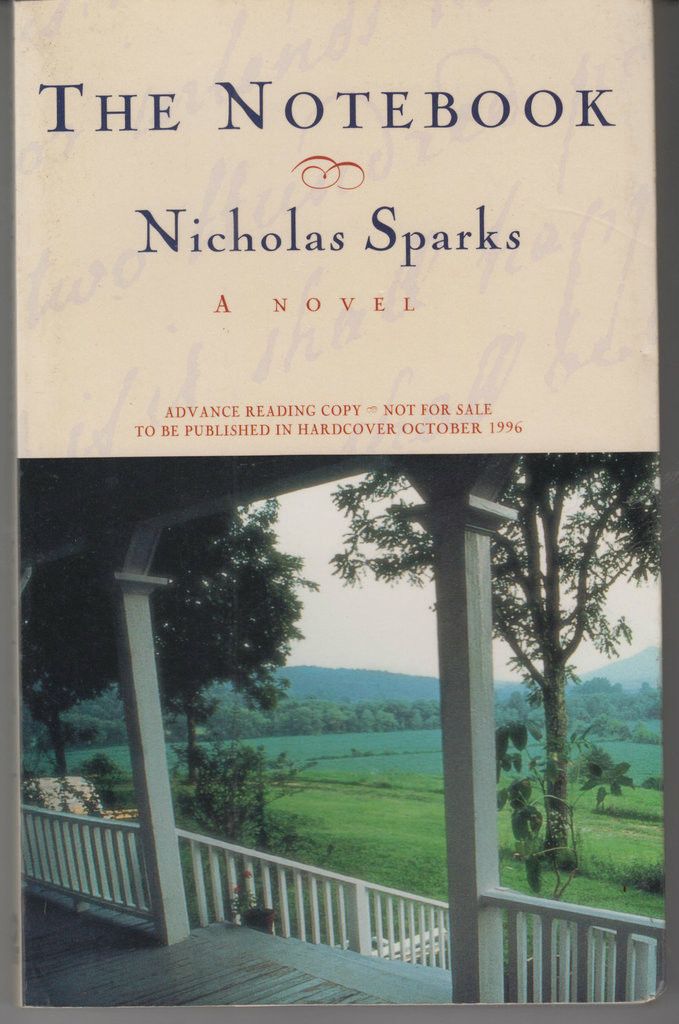 THE NOTEBOOK
Nicholas Sparks
A NOVEL
ADVANCE READING COPY ~ NOT FOR SALE
TO BE PUBLISHED IN HARDCOVER OCTOBER 1996